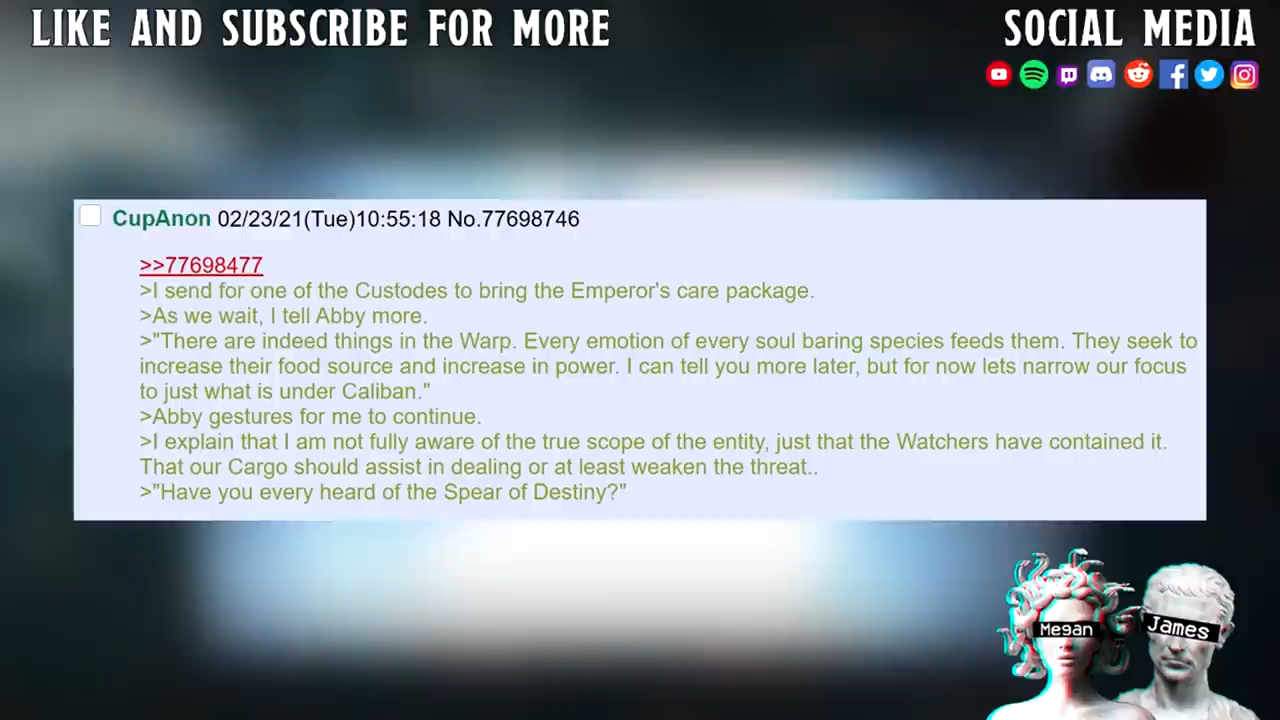 LIKE AND SUBSCRIBE FOR MORE
SOCIAL MEDIA
CupAnon 02/23/21(Tue)10:55:18 No.77698746
>>77698477
>I send for one of the Custodes to bring the Emperor's care package.
>As we wait, I tell Abby more.
>"There are indeed things in the Warp. Every emotion of every soul baring species feeds them. They seek to
increase their food source and increase in power. I can tell you more later, but for now lets narrow our focus
to just what is under Caliban."
>Abby gestures for me to continue.
>I explain that I am not fully aware of the true scope of the entity, just that the Watchers have contained it.
That our Cargo should assist in dealing or at least weaken the threat..
>"Have you every heard of the Spear of Destiny?"
Megan
James